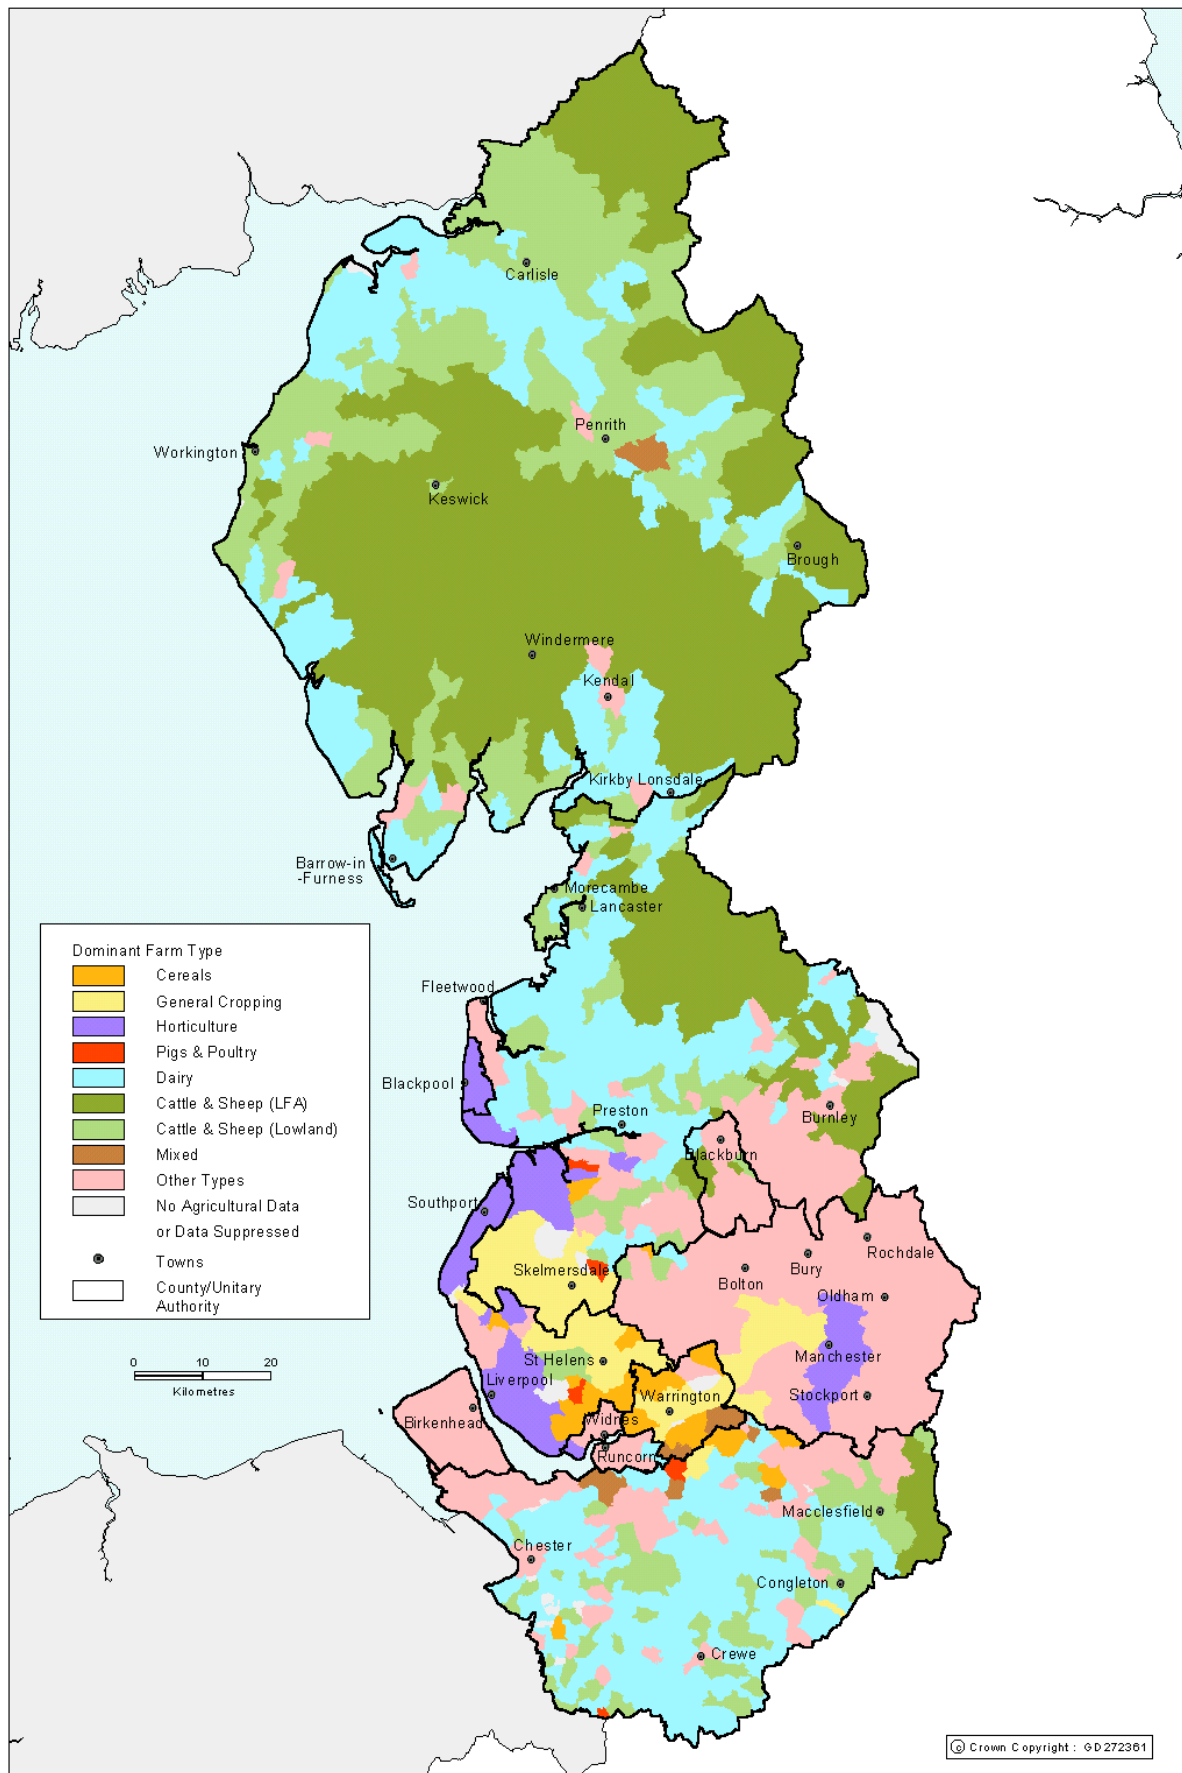 Carlisle
Penrith
Workington
Keswick
Brough
Windermere
Kendal
Kirkby Lonsdale
Barrow-in
-Furness
Morecambe
Lancaster
Dominant Farm Type
Cereals
General Cropping
Horticulture
Pigs & Poultry
Dairy
Cattle & Sheep (LFA)
Cattle & Sheep (Lowland)
Mixed
Other Types
No Agricultural Data
or Data Suppressed
Towns
County/Unitary
Authority
Fleetwood
Blackpool
Preston
Burnley
Blackburn
Southport
Rochdale
Bury
Bolton
Skelmersdale
Oldham
Manchester
St Helens
Liverpool
Stockport
Warrington
Birkenhead
Widnes
Runcorn
0 10 20
Kilometres
Macclesfield
Chester
Congleton
Crewe
© Crown Copyright : GD272361